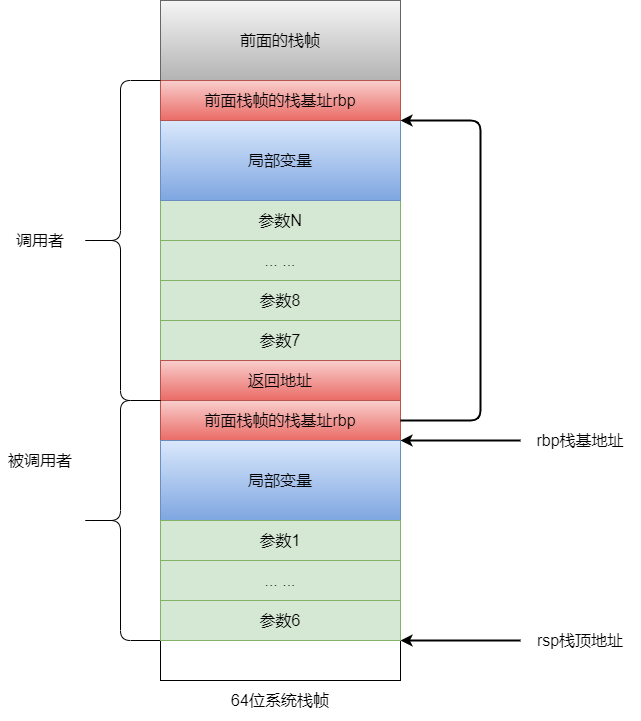 前面的栈帧
前面栈帧的栈基址rbp
局部变量
参数N
调用者
... ...
参数8
参数7
返回地址
前面栈帧的栈基址rbp
rbp栈基地址
被调用者
局部变量
参数1
... ...
参数6
rsp栈顶地址
64位系统栈帧